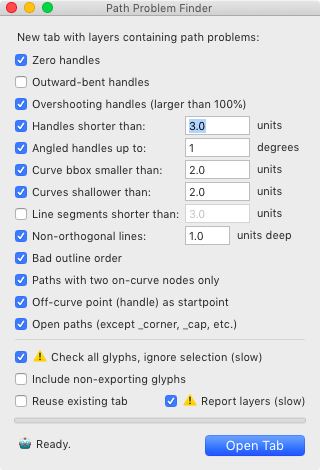 Path Problem Finder
New tab with layers containing path problems:
Zero handles
Outward-bent handles
Overshooting handles (larger than 100%)
Handles shorter than: 3.0 units
Angled handles up to: 1 degrees
Curve bbox smaller than: 2.0 units
Curves shallower than: 2.0 units
Line segments shorter than: 3.0 units
Non-orthogonal lines: 1.0 units deep
Bad outline order
Paths with two on-curve nodes only
Off-curve point (handle) as startpoint
Open paths (except _corner, _cap, etc.)
⚠️ Check all glyphs, ignore selection (slow)
Include non-exporting glyphs
Reuse existing tab ⚠️ Report layers (slow)
🤖 Ready. Open Tab